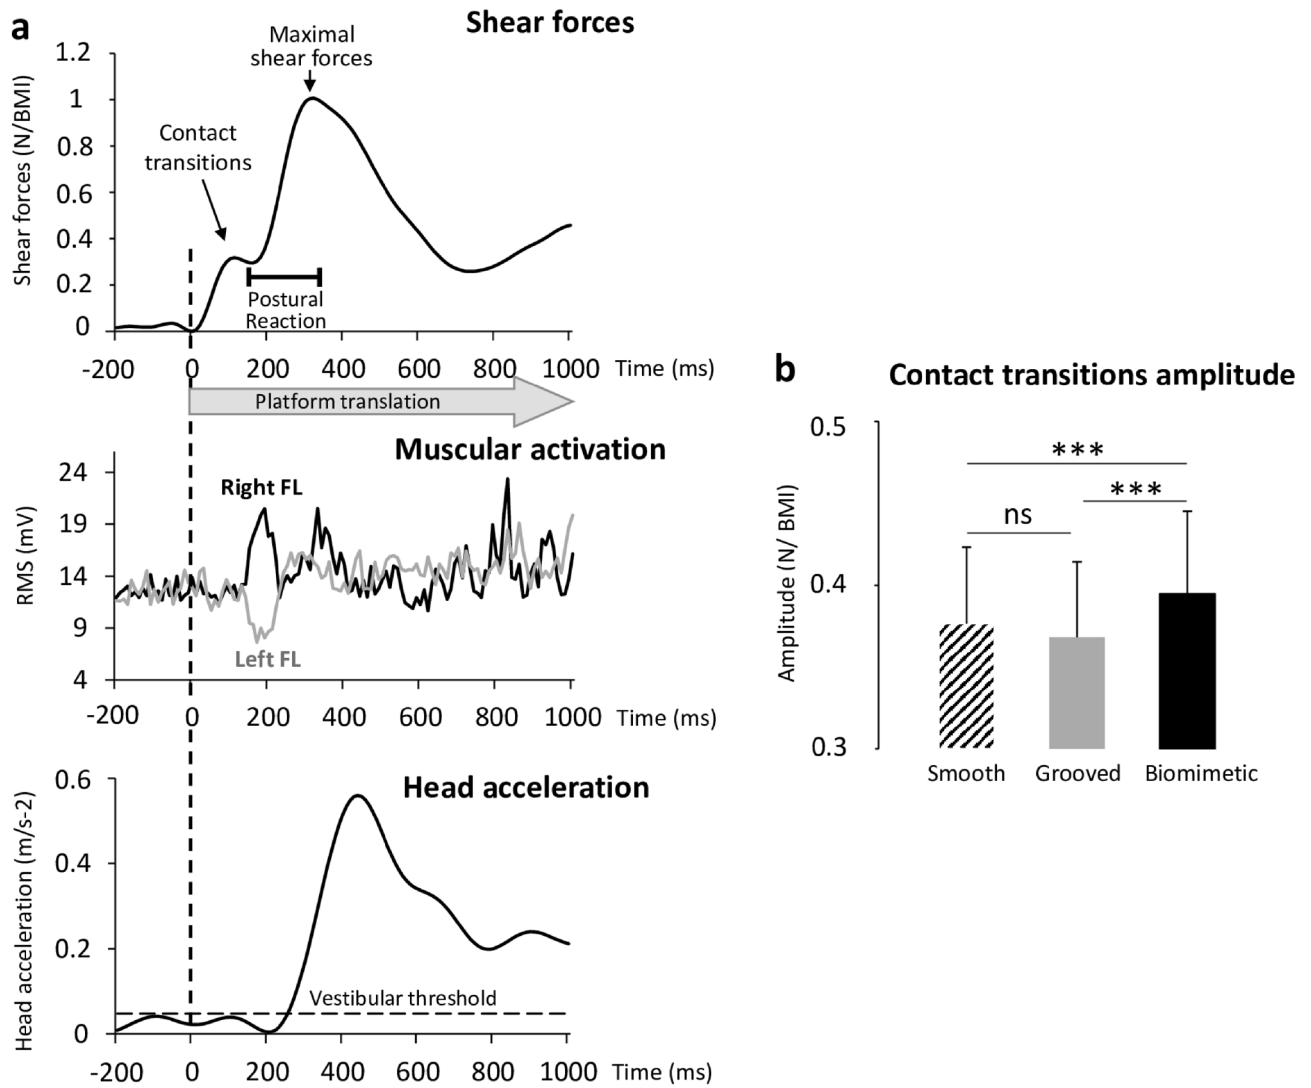 a
Shear forces
Maximal
shear forces
Contact
transitions
Shear forces (N/BMI)
1.2
1
0.8
0.6
0.4
0.2
0
Postural
Reaction
-200 0 200 400 600 800 1000 Time (ms)
Platform translation
Muscular activation
RMS (mV)
24
19
14
9
4
Right FL
Left FL
-200 0 200 400 600 800 1000 Time (ms)
Head acceleration
Head acceleration (m/s-2)
0.6
0.4
0.2
0
Vestibular threshold
-200 0 200 400 600 800 1000 Time (ms)
b
Contact transitions amplitude
Amplitude (N/ BMI)
0.5
0.4
0.3
***
***
ns
Smooth Grooved Biomimetic